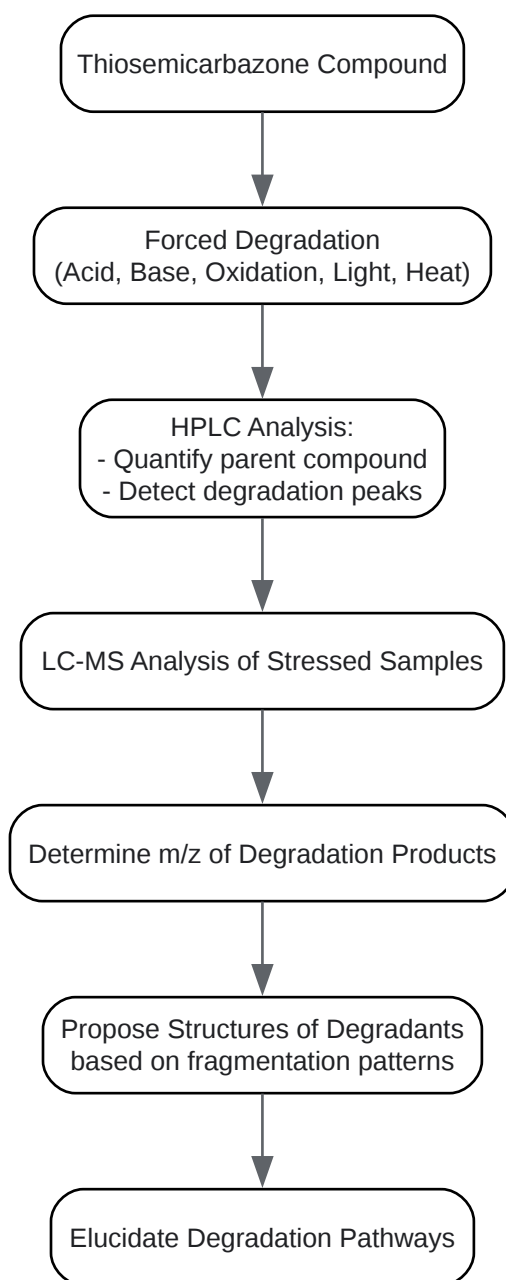 Thiosemicarbazone Compound
Forced Degradation
(Acid, Base, Oxidation, Light, Heat)
HPLC Analysis:
- Quantify parent compound
- Detect degradation peaks
LC-MS Analysis of Stressed Samples
Determine m/z of Degradation Products
Propose Structures of Degradants
based on fragmentation patterns
Elucidate Degradation Pathways